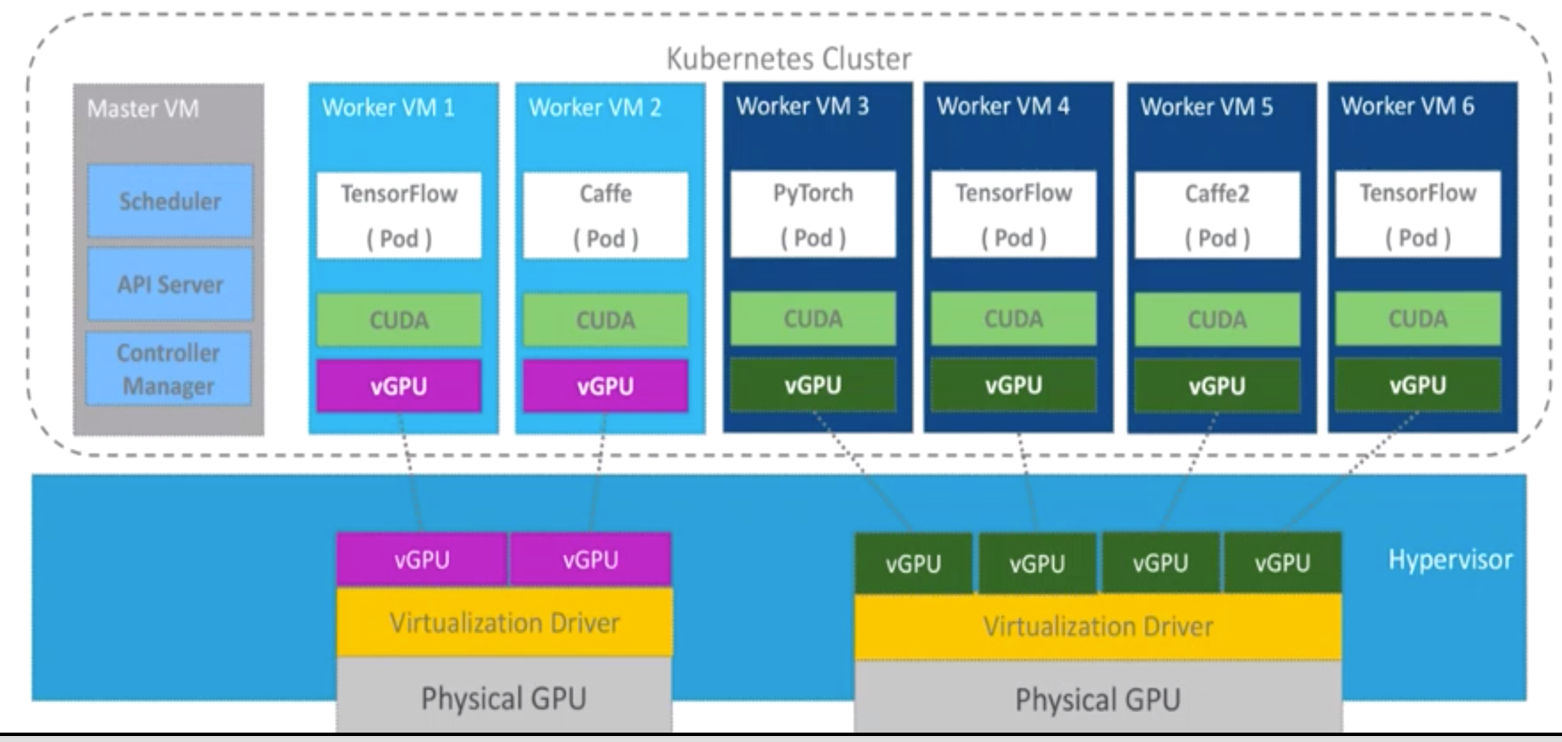 Kubernetes Cluster
Master VM
Scheduler
API Server
Controller
Manager
Worker VM 1
TensorFlow
( Pod )
CUDA
vGPU
Worker VM 2
Caffe
( Pod )
CUDA
vGPU
Worker VM 3
PyTorch
( Pod )
CUDA
vGPU
Worker VM 4
TensorFlow
( Pod )
CUDA
vGPU
Worker VM 5
Caffe2
( Pod )
CUDA
vGPU
Worker VM 6
TensorFlow
( Pod )
CUDA
vGPU
vGPU
vGPU
Virtualization Driver
Physical GPU
vGPU
vGPU
vGPU
vGPU
Virtualization Driver
Physical GPU
Hypervisor